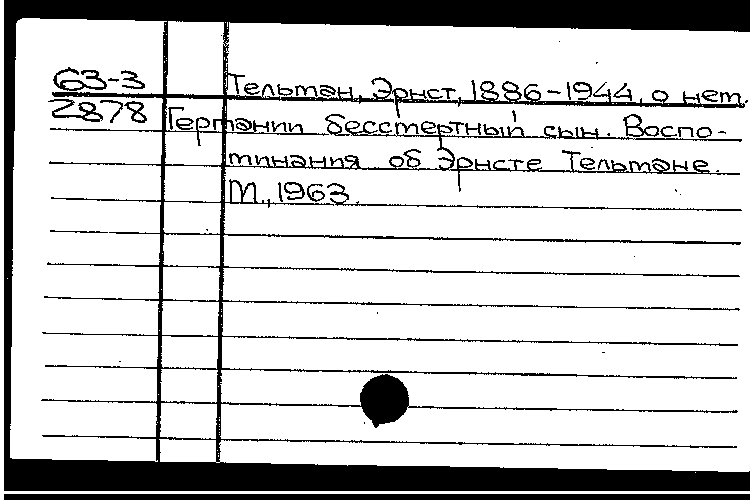 63-3 Тельман, Эрнст, 1886-1944, о нем.
2878 Германии бессмертный сын. Воспо-
минания об Эрнсте Тельмане.
М., 1963.